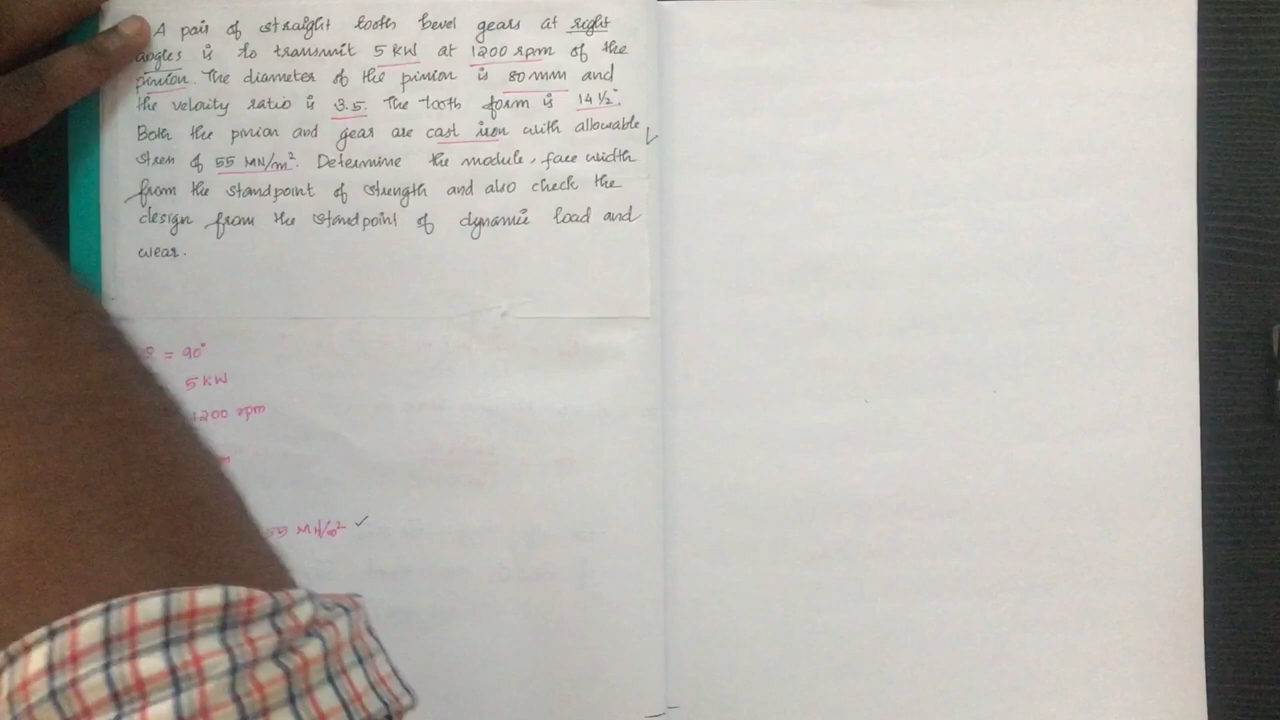 A pair of straight tooth bevel gears at right
angles is to transmit 5 KW at 1200 rpm of the
pinion. The diameter of the pinion is 80 mm and
the velocity ratio is 3.5. The tooth form is 14 ½°.
Both the pinion and gear are cast iron with allowable
stress of 55 MN/m². Determine the module, face width
from the standpoint of strength and also check the
design from the standpoint of dynamic load and
wear.
= 90°
5 KW
1200 rpm
55 MN/m² ✓